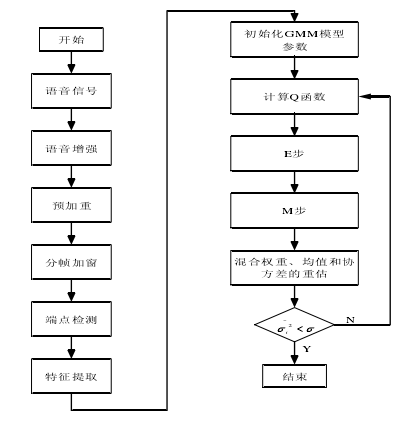 开始
语音信号
语音增强
预加重
分帧加窗
端点检测
特征提取
初始化GMM模型
参数
计算Q函数
E步
M步
混合权重、均值和协
方差的重估
N
Y
结束